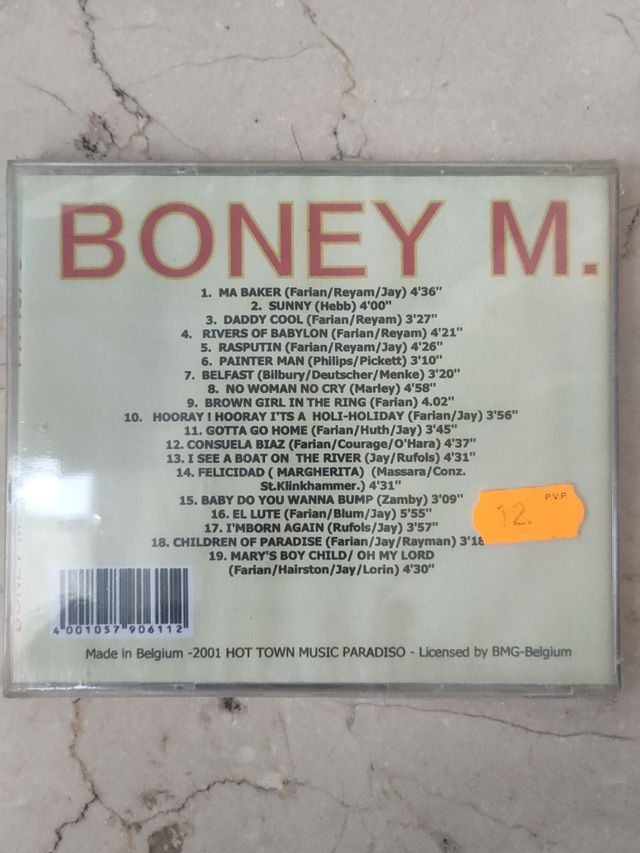 BONEY M.
1. MA BAKER (Farian/Reyam/Jay) 4'36"
2. SUNNY (Hebb) 4'00"
3. DADDY COOL (Farian/Reyam) 3'27"
4. RIVERS OF BABYLON (Farian/Reyam) 4'21"
5. RASPUTIN (Farian/Reyam/Jay) 4'26"
6. PAINTER MAN (Philips/Pickett) 3'10"
7. BELFAST (Bilbury/Deutscher/Menke) 3'20"
8. NO WOMAN NO CRY (Marley) 4'58"
9. BROWN GIRL IN THE RING (Farian) 4.02"
10. HOORAY ! HOORAY I'TS A HOLI-HOLIDAY (Farian/Jay) 3'56"
11. GOTTA GO HOME (Farian/Huth/Jay) 3'45"
12. CONSUELA BIAZ (Farian/Courage/O'Hara) 4'37"
13. I SEE A BOAT ON THE RIVER (Jay/Rufols) 4'31"
14. FELICIDAD ( MARGHERITA) (Massara/Conz.
St.Klinkhammer.) 4'31"
15. BABY DO YOU WANNA BUMP (Zamby) 3'09"
16. EL LUTE (Farian/Blum/Jay) 5'55"
17. I'MBORN AGAIN (Rufols/Jay) 3'57"
18. CHILDREN OF PARADISE (Farian/Jay/Rayman) 3'18
19. MARY'S BOY CHILD/ OH MY LORD
(Farian/Hairston/Jay/Lorin) 4'30"
P.V.P.
12.
4 001057 906112
Made in Belgium -2001 HOT TOWN MUSIC PARADISO - Licensed by BMG-Belgium
BONEY M.